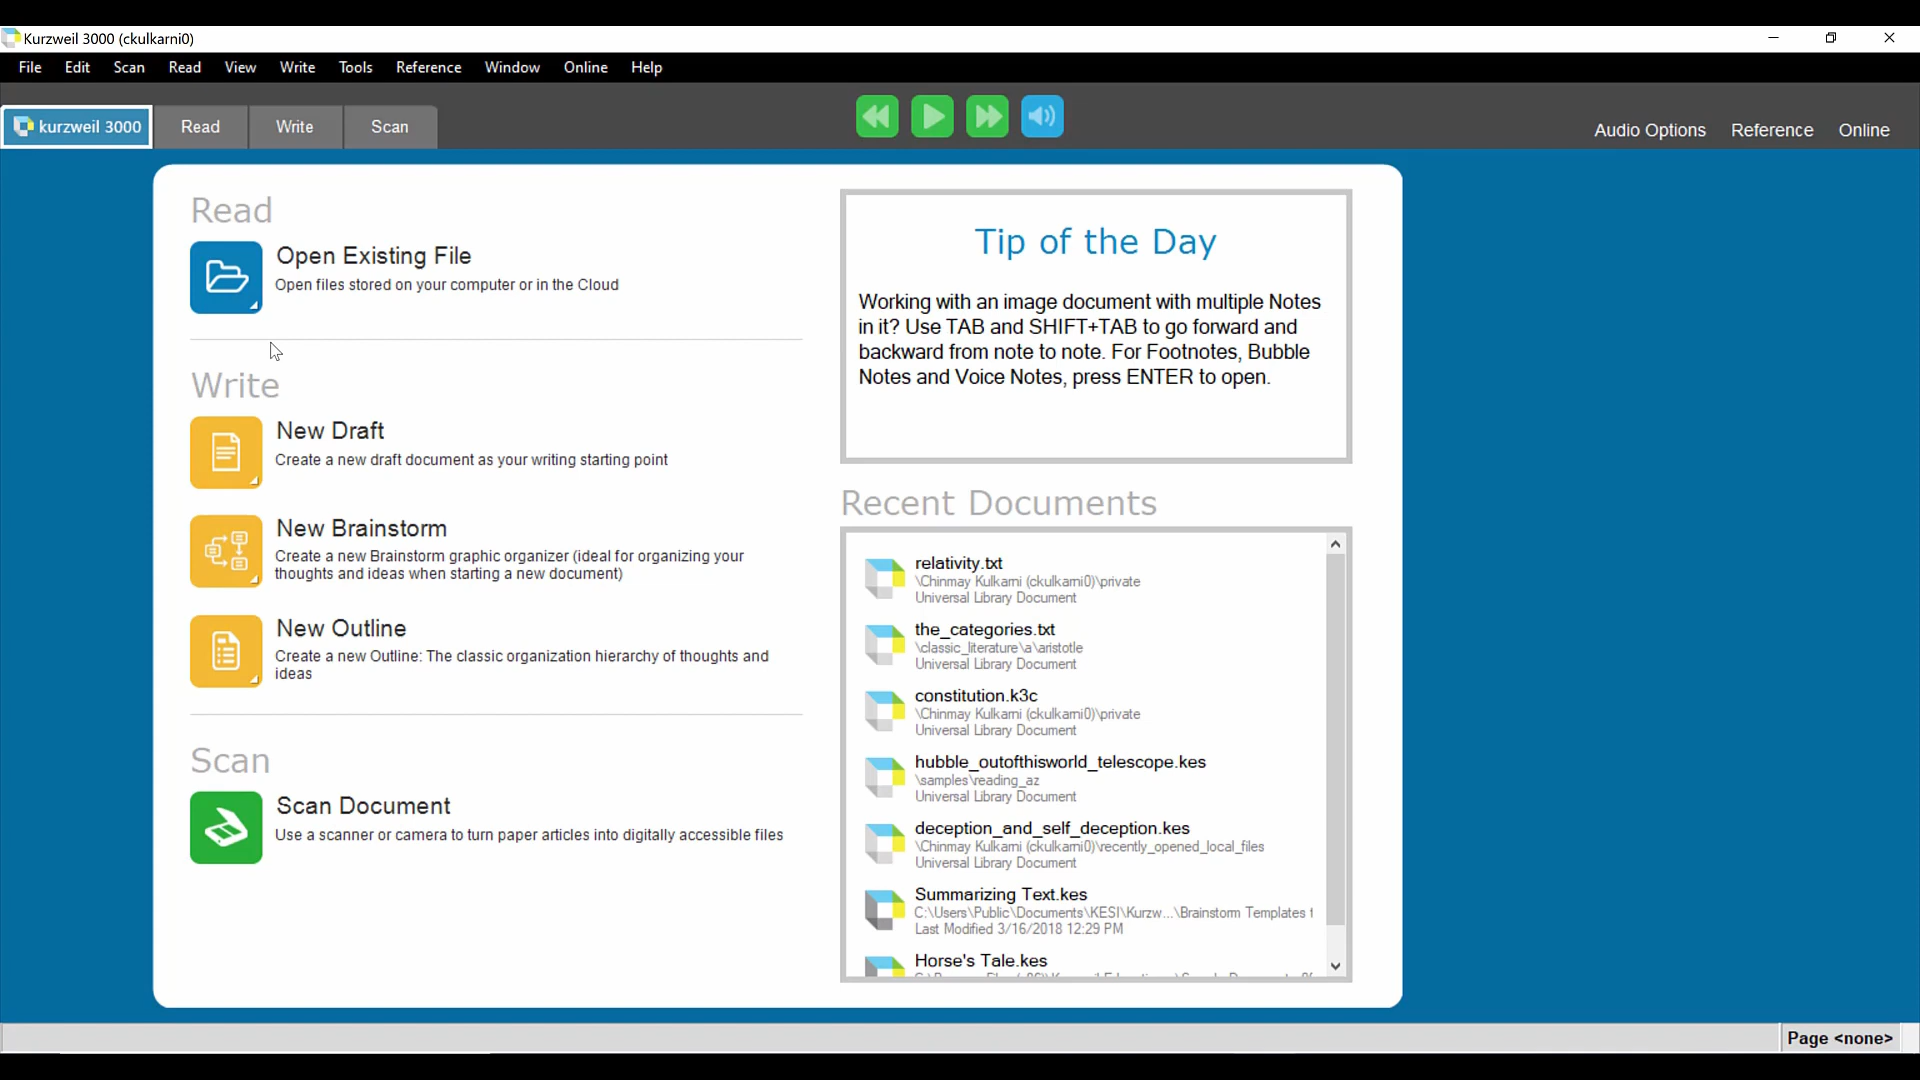 Kurzweil 3000 (ckulkarni0)
File Edit Scan Read View Write Tools Reference Window Online Help
kurzweil 3000 Read Write Scan
Audio Options Reference Online
Read
Open Existing File
Open files stored on your computer or in the Cloud
Write
New Draft
Create a new draft document as your writing starting point
New Brainstorm
Create a new Brainstorm graphic organizer (ideal for organizing your
thoughts and ideas when starting a new document)
New Outline
Create a new Outline: The classic organization hierarchy of thoughts and
ideas
Scan
Scan Document
Use a scanner or camera to turn paper articles into digitally accessible files
Tip of the Day
Working with an image document with multiple Notes
in it? Use TAB and SHIFT+TAB to go forward and
backward from note to note. For Footnotes, Bubble
Notes and Voice Notes, press ENTER to open.
Recent Documents
relativity.txt
\Chinmay Kulkarni (ckulkarni0)\private
Universal Library Document
the_categories.txt
\classic_literature\a\aristotle
Universal Library Document
constitution.k3c
\Chinmay Kulkarni (ckulkarni0)\private
Universal Library Document
hubble_outofthisworld_telescope.kes
\samples\reading_az
Universal Library Document
deception_and_self_deception.kes
\Chinmay Kulkarni (ckulkarni0)\recently_opened_local_files
Universal Library Document
Summarizing Text.kes
C:\Users\Public\Documents\KESI\Kurzw...\Brainstorm Templates
Last Modified 3/16/2018 12:29 PM
Horse's Tale.kes
Page <none>